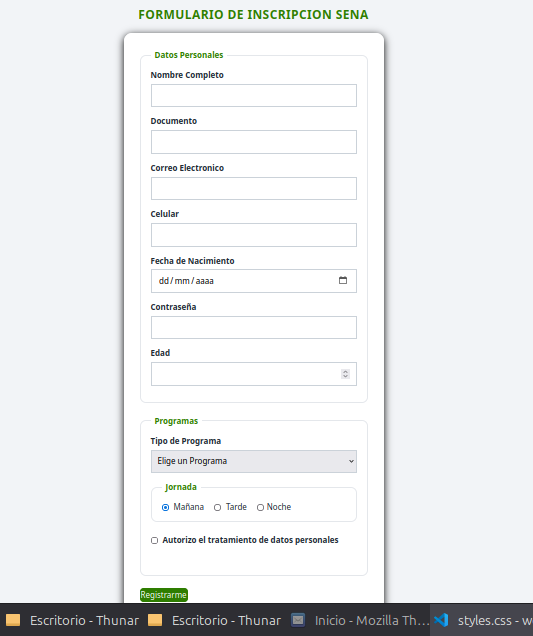 FORMULARIO DE INSCRIPCION SENA
Datos Personales
Nombre Completo
Documento
Correo Electronico
Celular
Fecha de Nacimiento
dd/mm/aaaa
Contraseña
Edad
Programas
Tipo de Programa
Elige un Programa
Jornada
Mañana Tarde Noche
Autorizo el tratamiento de datos personales
Registrarme
Escritorio - Thunar Escritorio - Thunar Inicio - Mozilla Th... styles.css - w